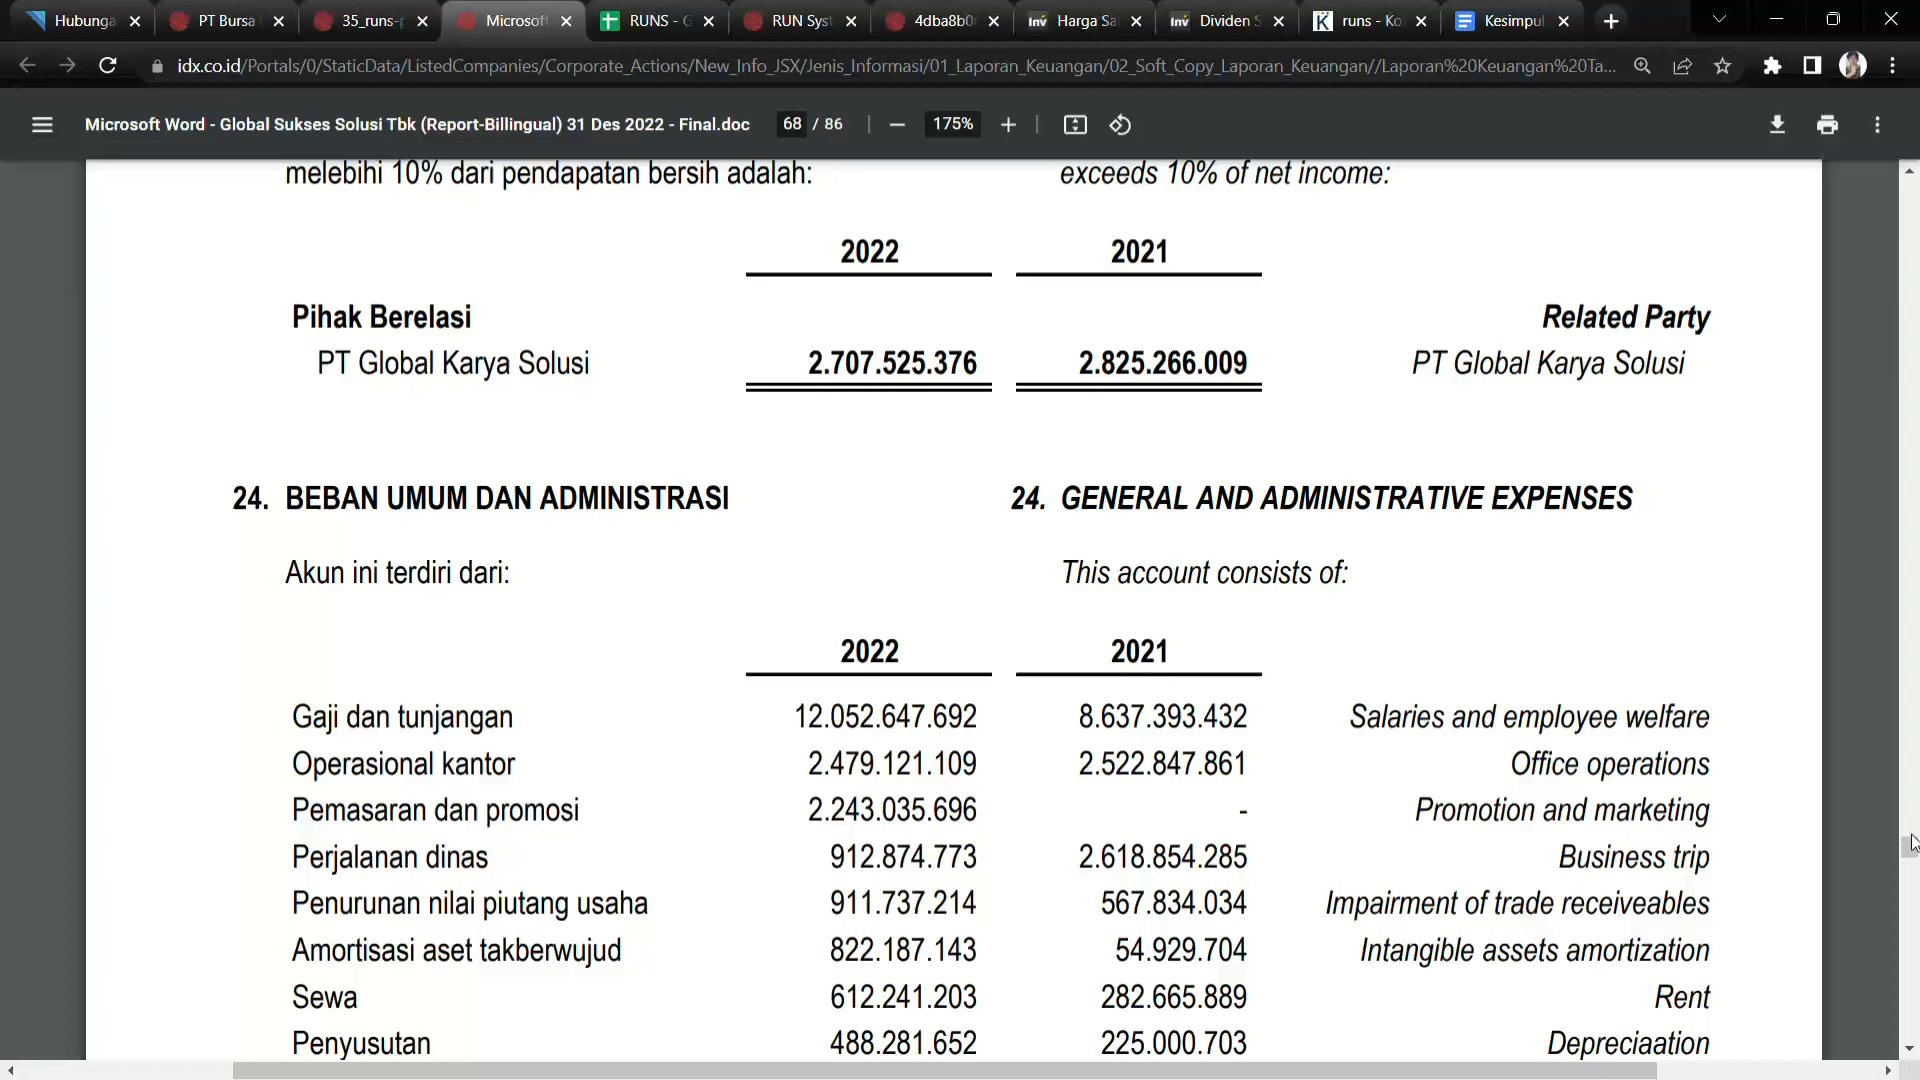 Hubunga
PT Bursa
35_runs-p
Microsoft
RUNS - G
RUN Syst
4dba8b0
Harga Sa
Dividen S
runs - Ko
Kesimpul
idx.co.id/Portals/0/StaticData/ListedCompanies/Corporate_Actions/New_Info_JSX/Jenis_Informasi/01_Laporan_Keuangan/02_Soft_Copy_Laporan_Keuangan//Laporan%20Keuangan%20Ta...
Microsoft Word - Global Sukses Solusi Tbk (Report-Billingual) 31 Des 2022 - Final.doc 68 / 86 175%
melebihi 10% dari pendapatan bersih adalah: exceeds 10% of net income:
2022 2021
Pihak Berelasi Related Party
PT Global Karya Solusi 2.707.525.376 2.825.266.009 PT Global Karya Solusi
24. BEBAN UMUM DAN ADMINISTRASI 24. GENERAL AND ADMINISTRATIVE EXPENSES
Akun ini terdiri dari: This account consists of:
2022 2021
Gaji dan tunjangan 12.052.647.692 8.637.393.432 Salaries and employee welfare
Operasional kantor 2.479.121.109 2.522.847.861 Office operations
Pemasaran dan promosi 2.243.035.696 - Promotion and marketing
Perjalanan dinas 912.874.773 2.618.854.285 Business trip
Penurunan nilai piutang usaha 911.737.214 567.834.034 Impairment of trade receiveables
Amortisasi aset takberwujud 822.187.143 54.929.704 Intangible assets amortization
Sewa 612.241.203 282.665.889 Rent
Penyusutan 488.281.652 225.000.703 Depreciaation